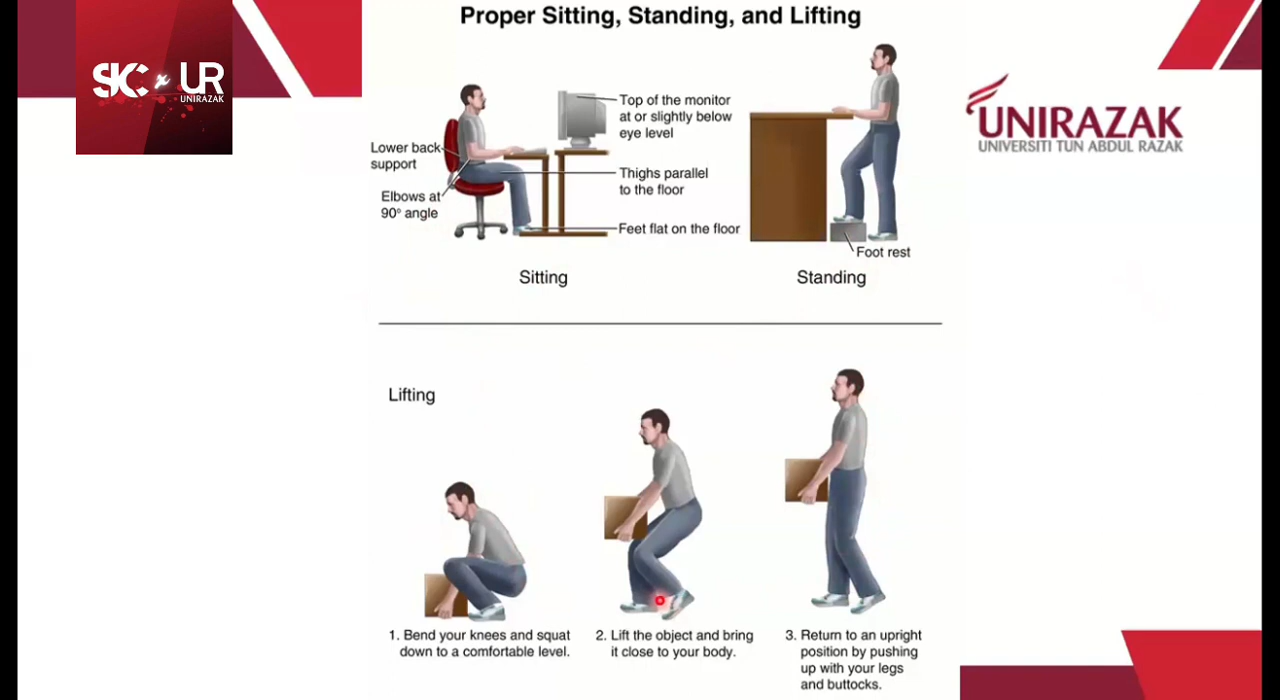 Proper Sitting, Standing, and Lifting
SIC x UR
UNIRAZAK
UNIRAZAK
UNIVERSITI TUN ABDUL RAZAK
Top of the monitor
at or slightly below
eye level
Lower back
support
Thighs parallel
to the floor
Elbows at
90° angle
Feet flat on the floor
Foot rest
Sitting
Standing
Lifting
1. Bend your knees and squat
down to a comfortable level.
2. Lift the object and bring
it close to your body.
3. Return to an upright
position by pushing
up with your legs
and buttocks.